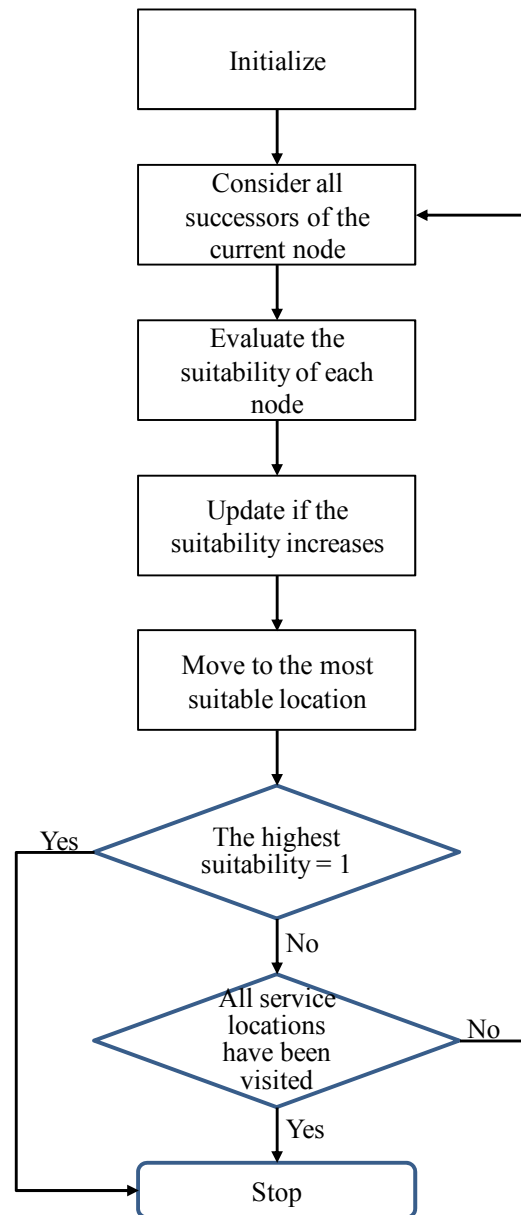 Initialize
Consider all
successors of the
current node
Evaluate the
suitability of each
node
Update if the
suitability increases
Move to the most
suitable location
Yes
The highest
suitability = 1
No
All service
locations
have been
visited
No
Yes
Stop